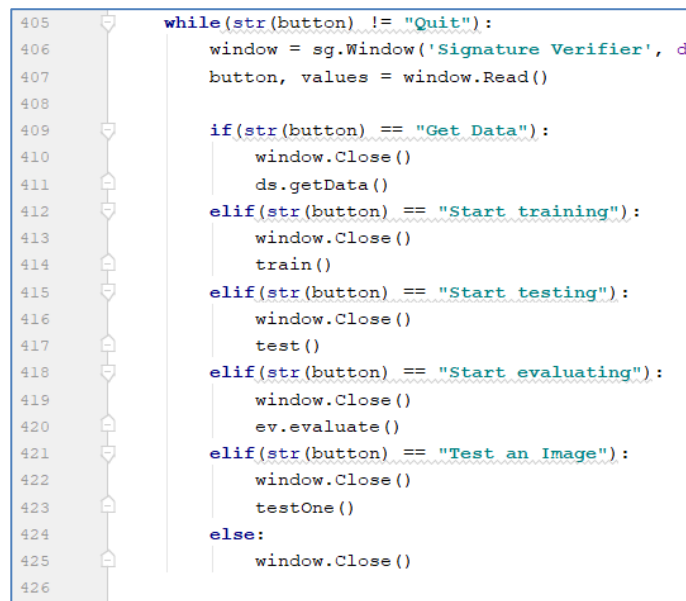 405 while(str(button) != "Quit"):
406 window = sg.Window('Signature Verifier', d
407 button, values = window.Read()
408
409 if(str(button) == "Get Data"):
410 window.Close()
411 ds.getData()
412 elif(str(button) == "Start training"):
413 window.Close()
414 train()
415 elif(str(button) == "Start testing"):
416 window.Close()
417 test()
418 elif(str(button) == "Start evaluating"):
419 window.Close()
420 ev.evaluate()
421 elif(str(button) == "Test an Image"):
422 window.Close()
423 testOne()
424 else:
425 window.Close()
426